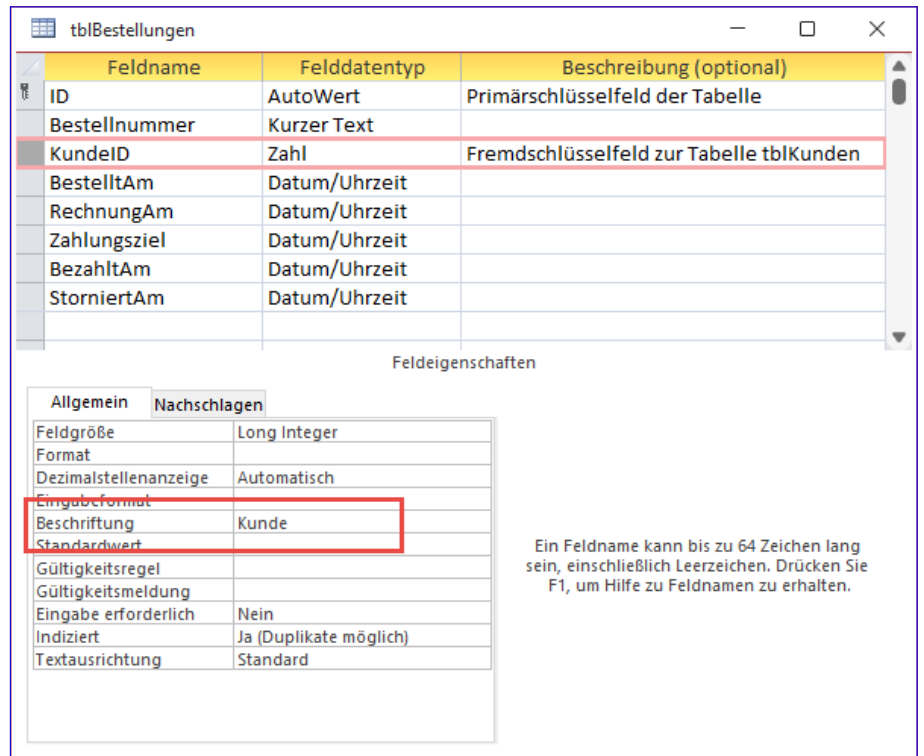 tblBestellungen
Feldname Felddatentyp Beschreibung (optional)
ID AutoWert Primärschlüsselfeld der Tabelle
Bestellnummer Kurzer Text
KundeID Zahl Fremdschlüsselfeld zur Tabelle tblKunden
BestelltAm Datum/Uhrzeit
RechnungAm Datum/Uhrzeit
Zahlungsziel Datum/Uhrzeit
BezahltAm Datum/Uhrzeit
StorniertAm Datum/Uhrzeit
Feldeigenschaften
Allgemein Nachschlagen
Feldgröße Long Integer
Format
Dezimalstellenanzeige Automatisch
Eingabeformat
Beschriftung Kunde
Standardwert
Gültigkeitsregel
Gültigkeitsmeldung
Eingabe erforderlich Nein
Indiziert Ja (Duplikate möglich)
Textausrichtung Standard
Ein Feldname kann bis zu 64 Zeichen lang
sein, einschließlich Leerzeichen. Drücken Sie
F1, um Hilfe zu Feldnamen zu erhalten.